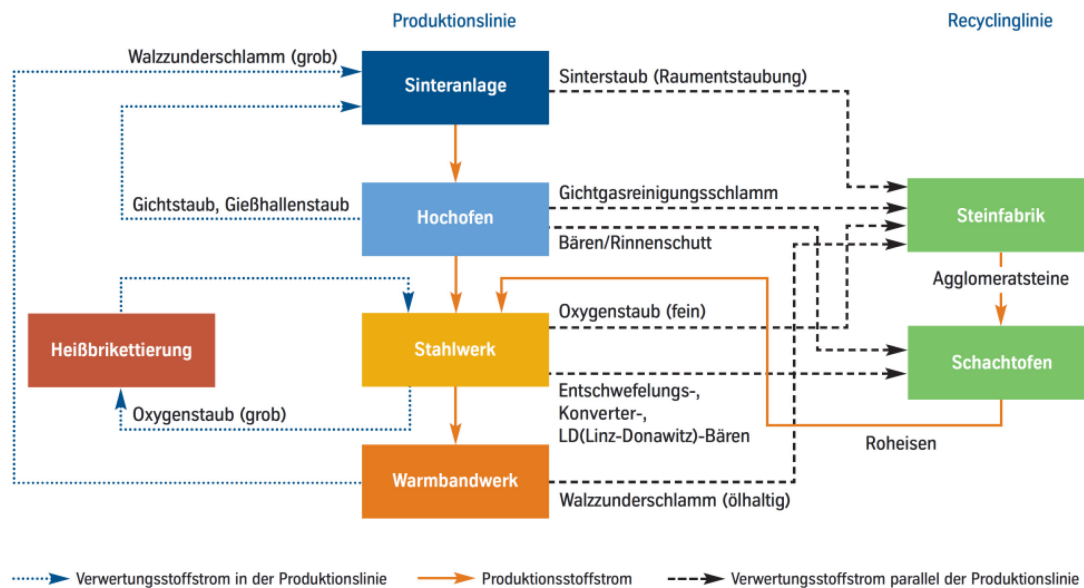 Produktionslinie
Recyclinglinie
Walzzunderschlamm (grob)
Sinteranlage
Sinterstaub (Raumentstaubung)
Gichtstaub, Gießhallenstaub
Hochofen
Gichtgasreinigungsschlamm
Bären/Rinnenschutt
Steinfabrik
Agglomeratsteine
Heißbrikettierung
Stahlwerk
Oxygenstaub (fein)
Schachtofen
Oxygenstaub (grob)
Entschwefelungs-,
Konverter-,
LD(Linz-Donawitz)-Bären
Roheisen
Warmbandwerk
Walzzunderschlamm (ölhaltig)
Verwertungsstoffstrom in der Produktionslinie
Produktionsstoffstrom
Verwertungsstoffstrom parallel der Produktionslinie